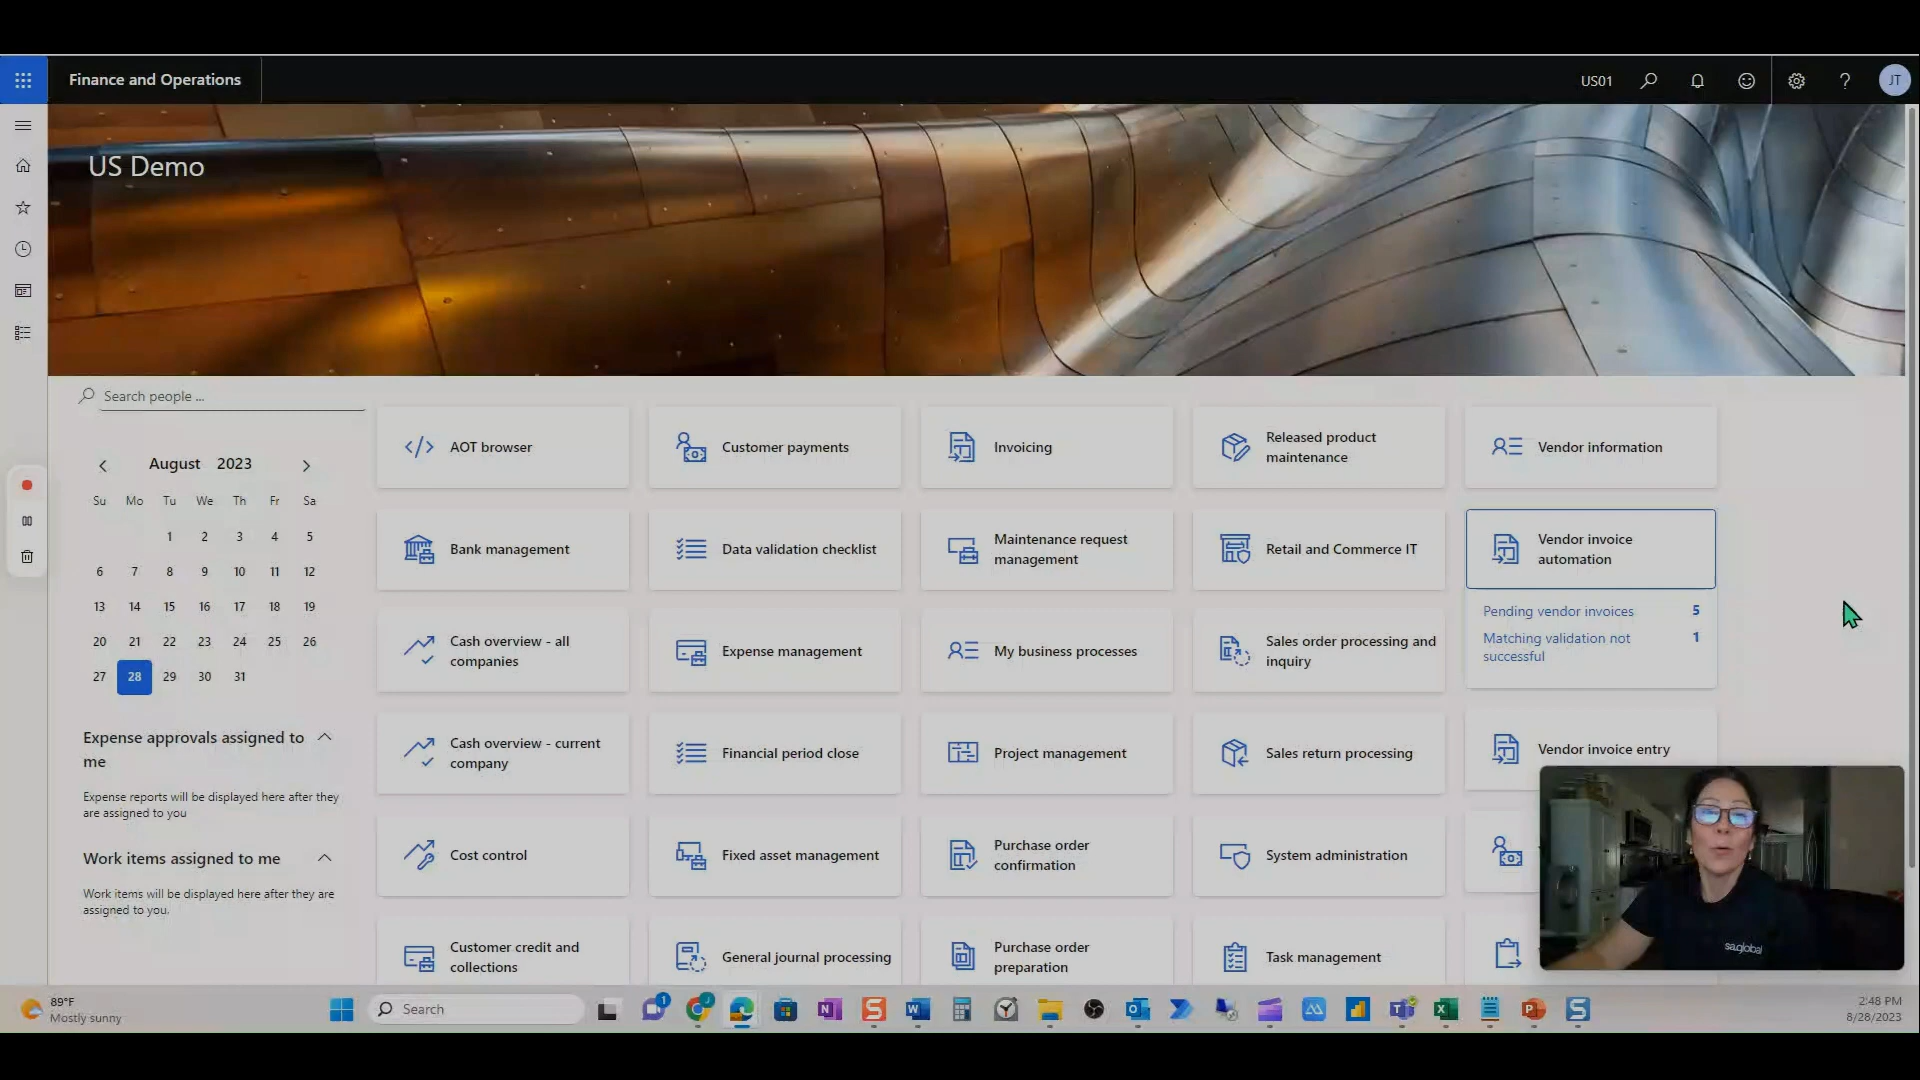 Finance and Operations
US01
?
JT
US Demo
Search people ...
August 2023
Su Mo Tu We Th Fr Sa
1 2 3 4 5
6 7 8 9 10 11 12
13 14 15 16 17 18 19
20 21 22 23 24 25 26
27 28 29 30 31
Expense approvals assigned to
me
Expense reports will be displayed here after they
are assigned to you
Work items assigned to me
Work items will be displayed here after they are
assigned to you.
AOT browser
Customer payments
Invoicing
Released product
maintenance
Vendor information
Bank management
Data validation checklist
Maintenance request
management
Retail and Commerce IT
Vendor invoice
automation
Pending vendor invoices 5
Matching validation not 1
successful
Cash overview - all
companies
Expense management
My business processes
Sales order processing and
inquiry
Cash overview - current
company
Financial period close
Project management
Sales return processing
Vendor invoice entry
Cost control
Fixed asset management
Purchase order
confirmation
System administration
Customer credit and
collections
General journal processing
Purchase order
preparation
Task management
sa.global
89°F
Mostly sunny
Search
1
2:48 PM
8/28/2023